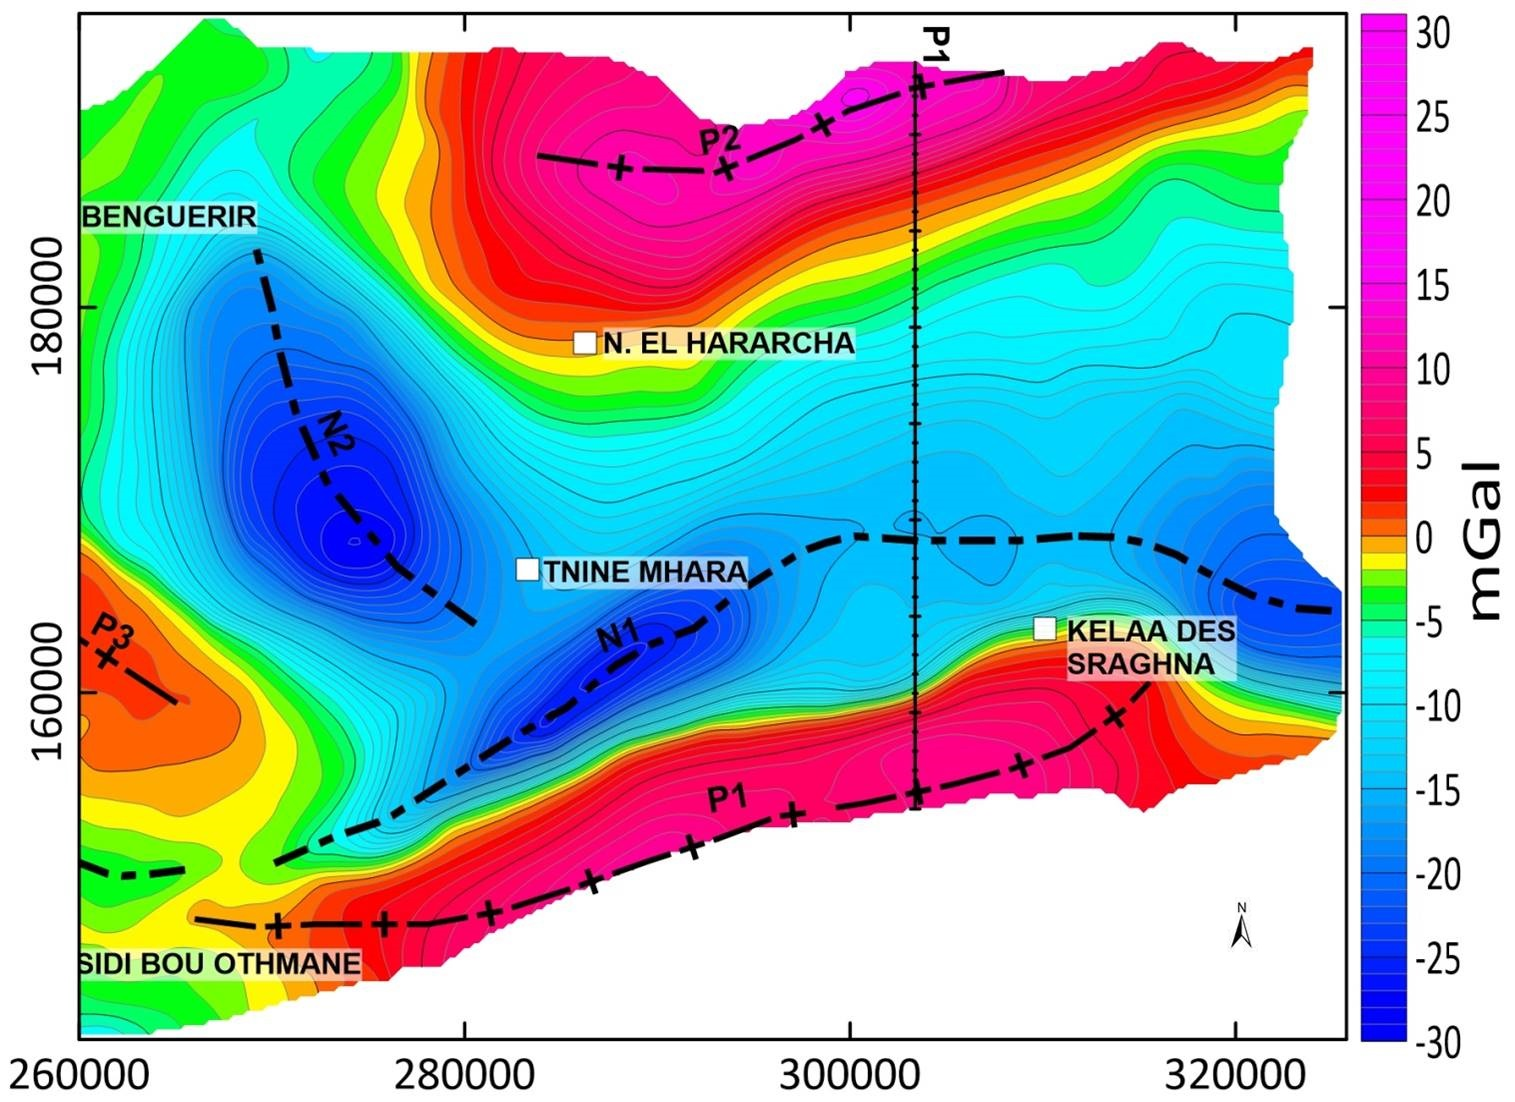 P1
P2
BENGUERIR
N. EL HARARCHA
N2
TNINE MHARA
N1
P3
KELAA DES
SRAGHNA
P1
SIDI BOU OTHMANE
N
180000
160000
260000
280000
300000
320000
30
25
20
15
10
5
0
-5
-10
-15
-20
-25
-30
mGal